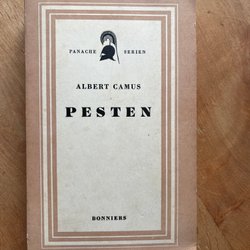 PANACHE SERIEN
ALBERT CAMUS
PESTEN
BONNIERS